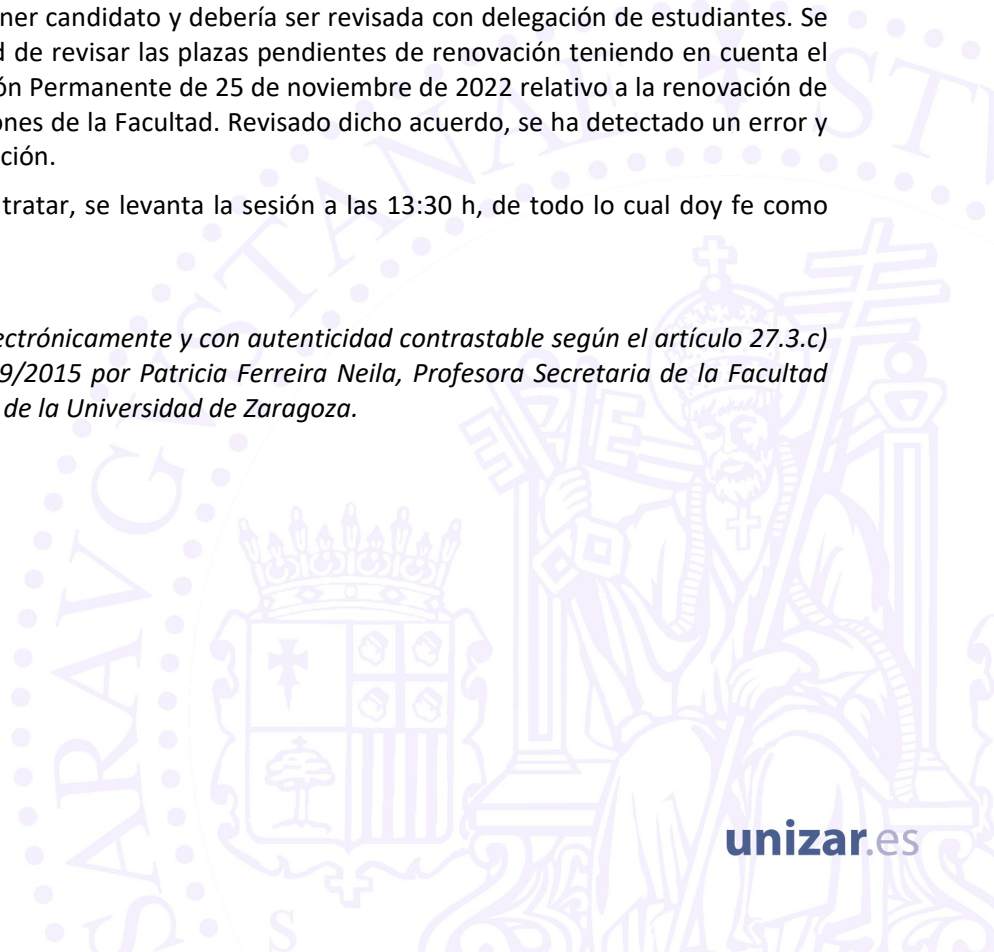 ner candidato y debería ser revisada con delegación de estudiantes. Se
d de revisar las plazas pendientes de renovación teniendo en cuenta el
ón Permanente de 25 de noviembre de 2022 relativo a la renovación de
ones de la Facultad. Revisado dicho acuerdo, se ha detectado un error y
ción.
tratar, se levanta la sesión a las 13:30 h, de todo lo cual doy fe como
ectrónicamente y con autenticidad contrastable según el artículo 27.3.c)
9/2015 por Patricia Ferreira Neila, Profesora Secretaria de la Facultad
de la Universidad de Zaragoza.
SARAVGVSTANAE STV
S
unizar.es